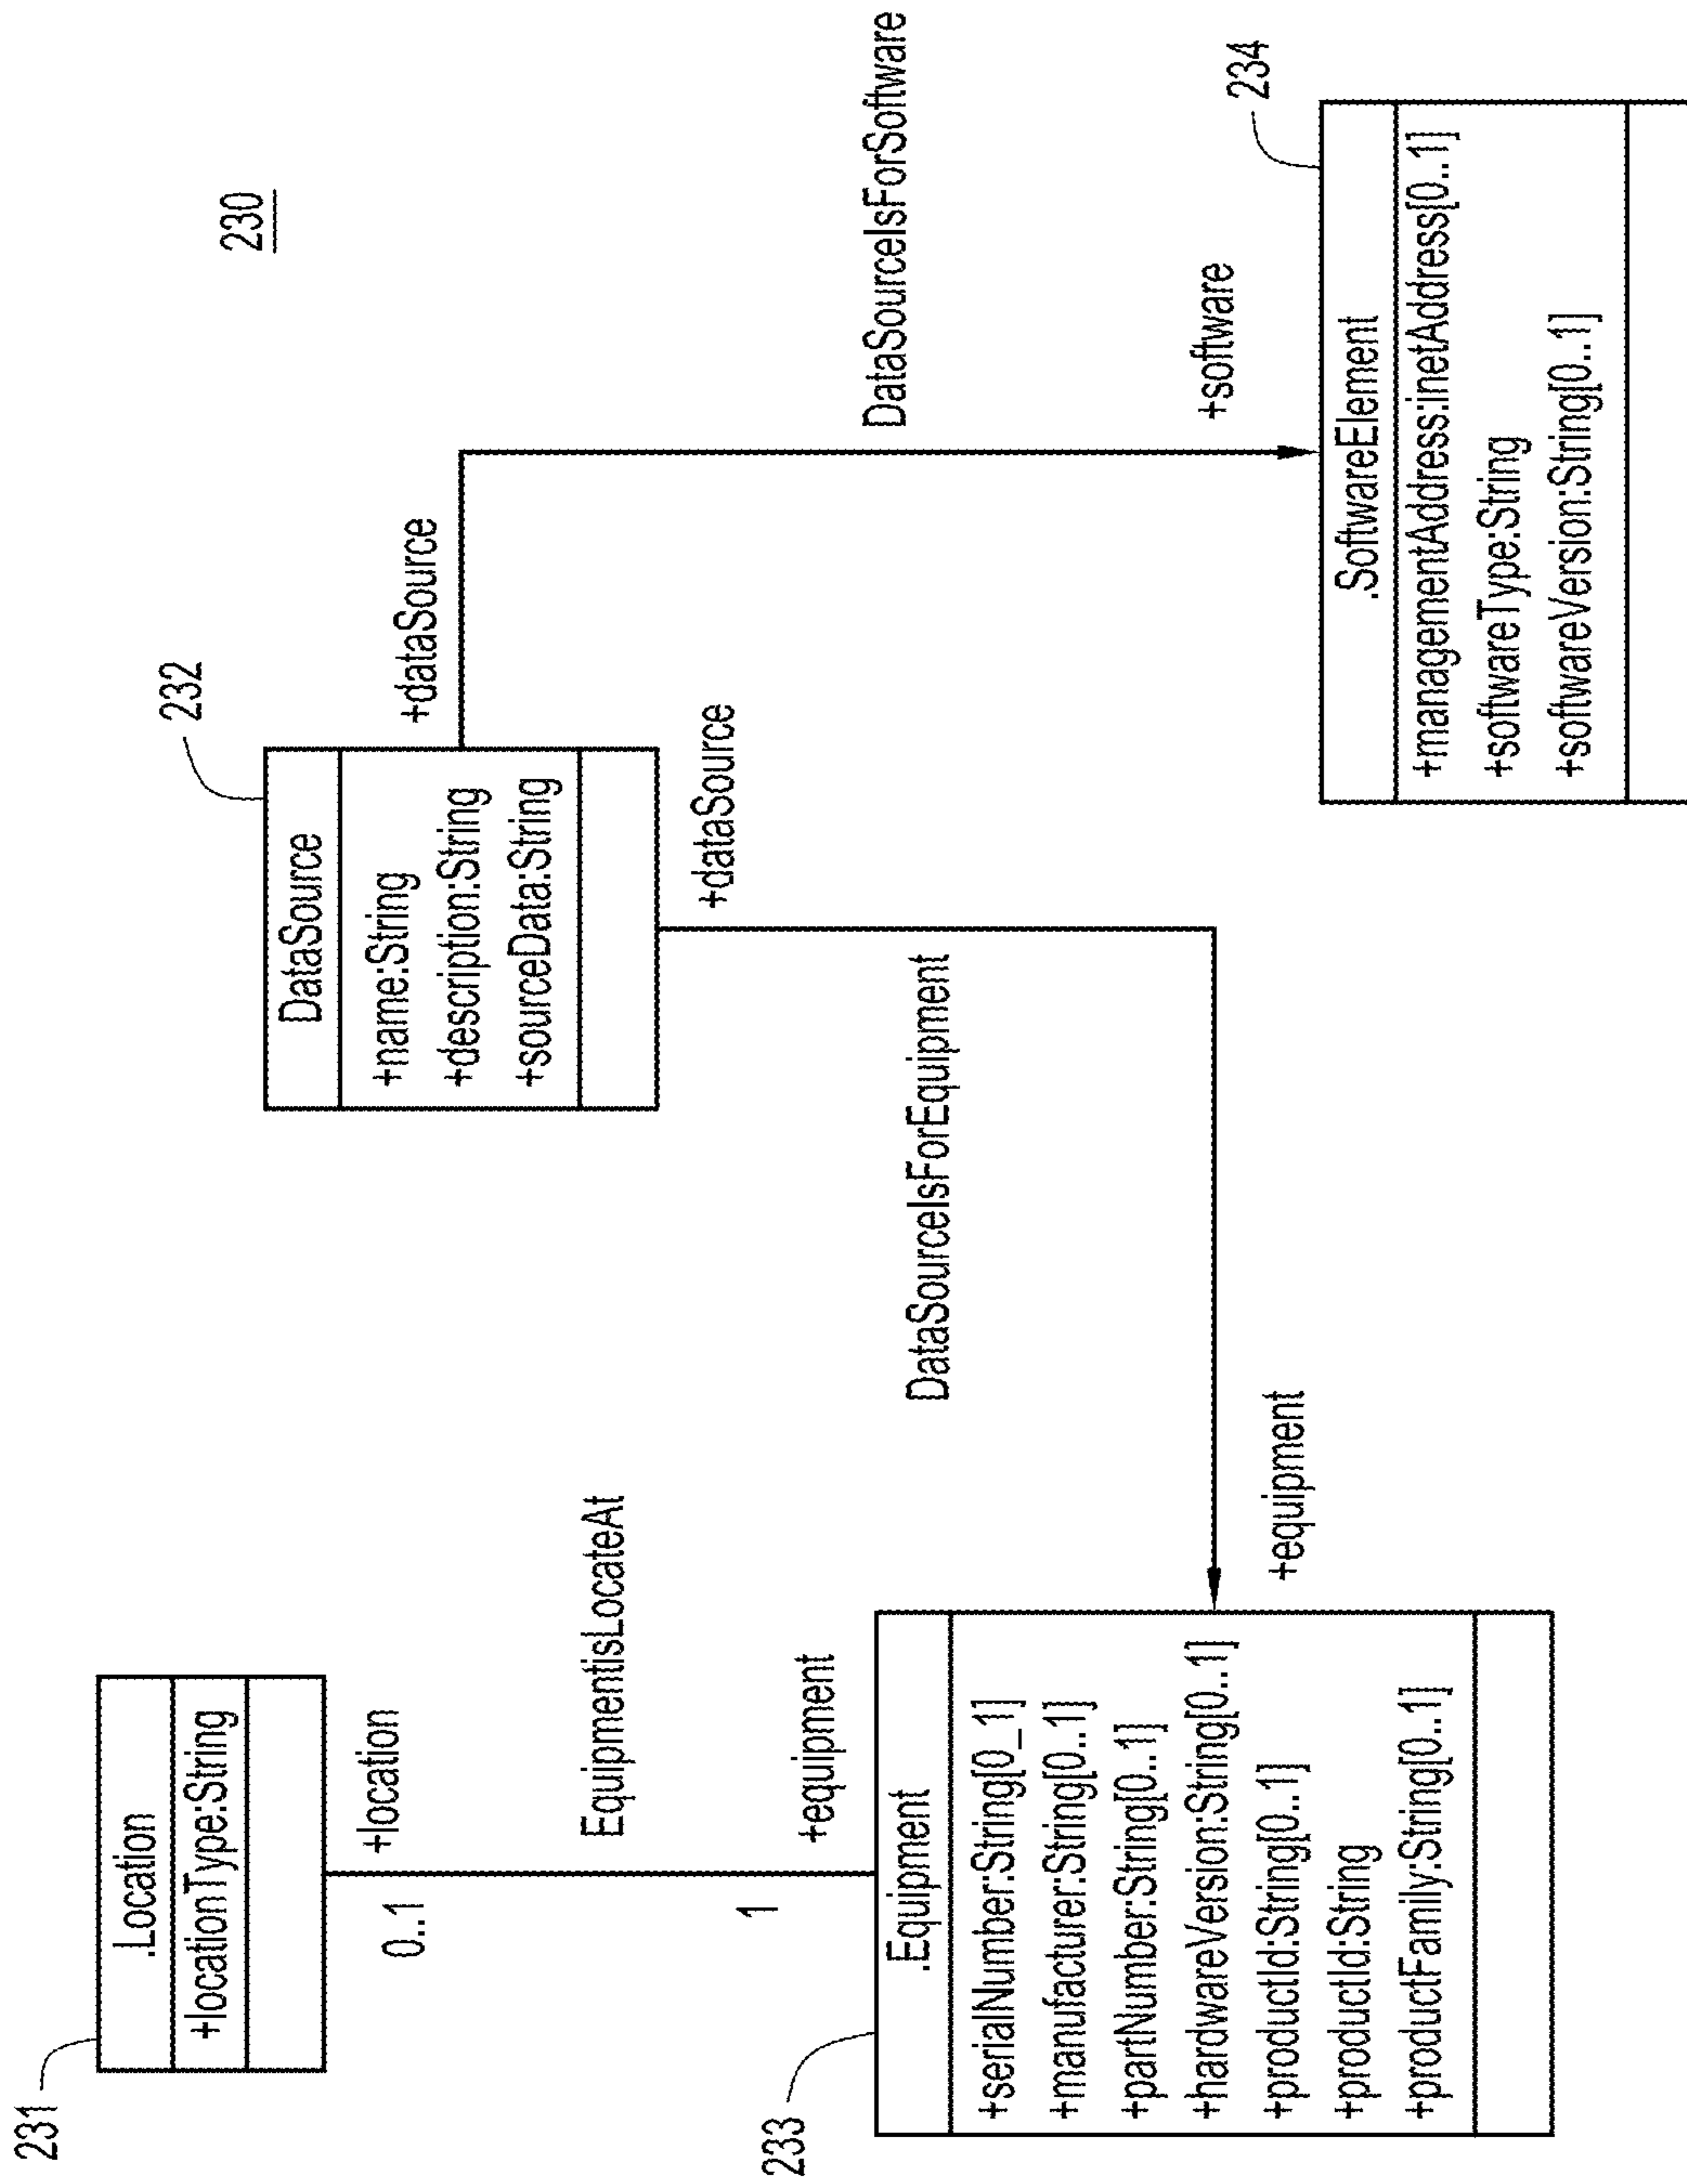 230
231
.Location
+locationType:String
+location
0..1
EquipmentisLocateAt
1
+equipment
233
.Equipment
+serialNumber:String[0_1]
+manufacturer:String[0..1]
+partNumber:String[0..1]
+hardwareVersion:String[0..1]
+productId:String[0..1]
+productId:String
+productFamily:String[0..1]
232
DataSource
+name:String
+description:String
+sourceData:String
+dataSource
DataSourceIsForEquipment
+equipment
+dataSource
DataSourceIsForSoftware
+software
234
.SoftwareElement
+managementAddress:inetAddress[0..1]
+softwareType:String
+softwareVersion:String[0..1]